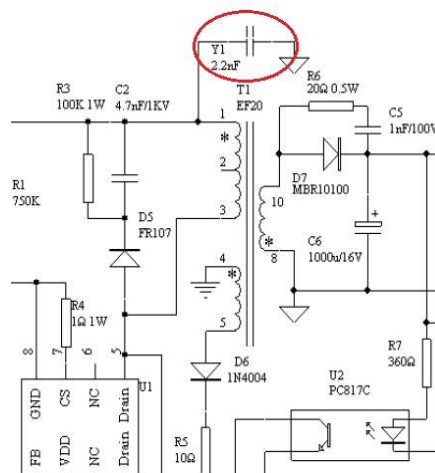 Y1
2.2nF
R3
100K 1W
C2
4.7nF/1KV
T1
EF20
R6
20Ω 0.5W
C5
1nF/100V
1
*
2
3
R1
750K
D5
FR107
D7
MBR10100
10
*
8
C6
+
1000u/16V
4
*
5
R4
1Ω 1W
8
7
6
5
U1
GND
CS
NC
Drain
FB
VDD
NC
Drain
D6
1N4004
R5
10Ω
R7
360Ω
U2
PC817C